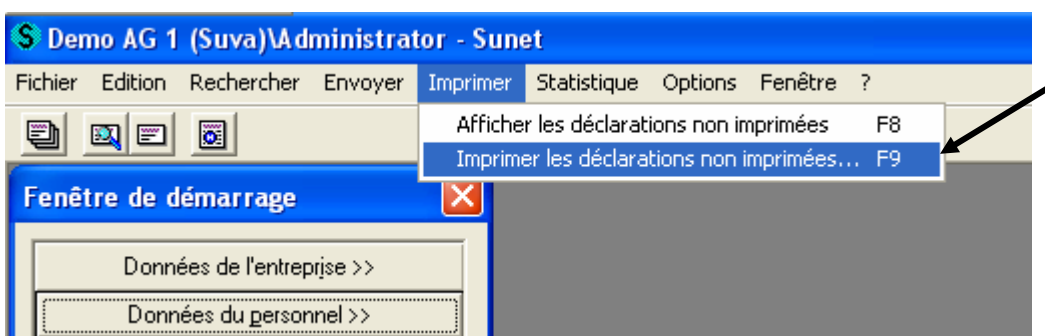 Demo AG 1 (Suva)\Administrator - Sunet
Fichier Edition Rechercher Envoyer Imprimer Statistique Options Fenêtre ?
Afficher les déclarations non imprimées F8
Imprimer les déclarations non imprimées... F9
Fenêtre de démarrage
Données de l'entreprise >>
Données du personnel >>